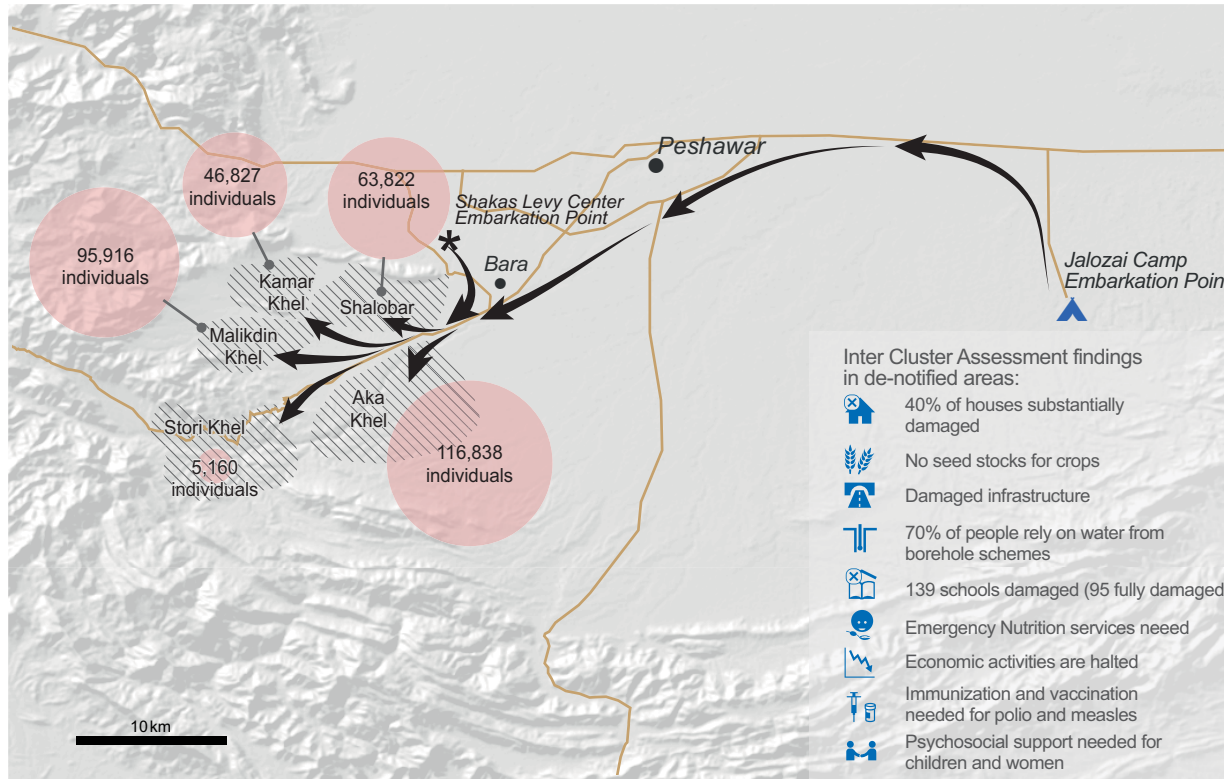 Peshawar
46,827
individuals
63,822
individuals
Shakas Levy Center
Embarkation Point
95,916
individuals
Bara
Jalozai Camp
Embarkation Poin
Kamar
Khel
Shalobar
Malikdin
Khel
Aka
Khel
Stori Khel
5,160
individuals
116,838
individuals
Inter Cluster Assessment findings
in de-notified areas:
40% of houses substantially
damaged
No seed stocks for crops
Damaged infrastructure
70% of people rely on water from
borehole schemes
139 schools damaged (95 fully damaged
Emergency Nutrition services neeed
Economic activities are halted
Immunization and vaccination
needed for polio and measles
Psychosocial support needed for
children and women
10 km